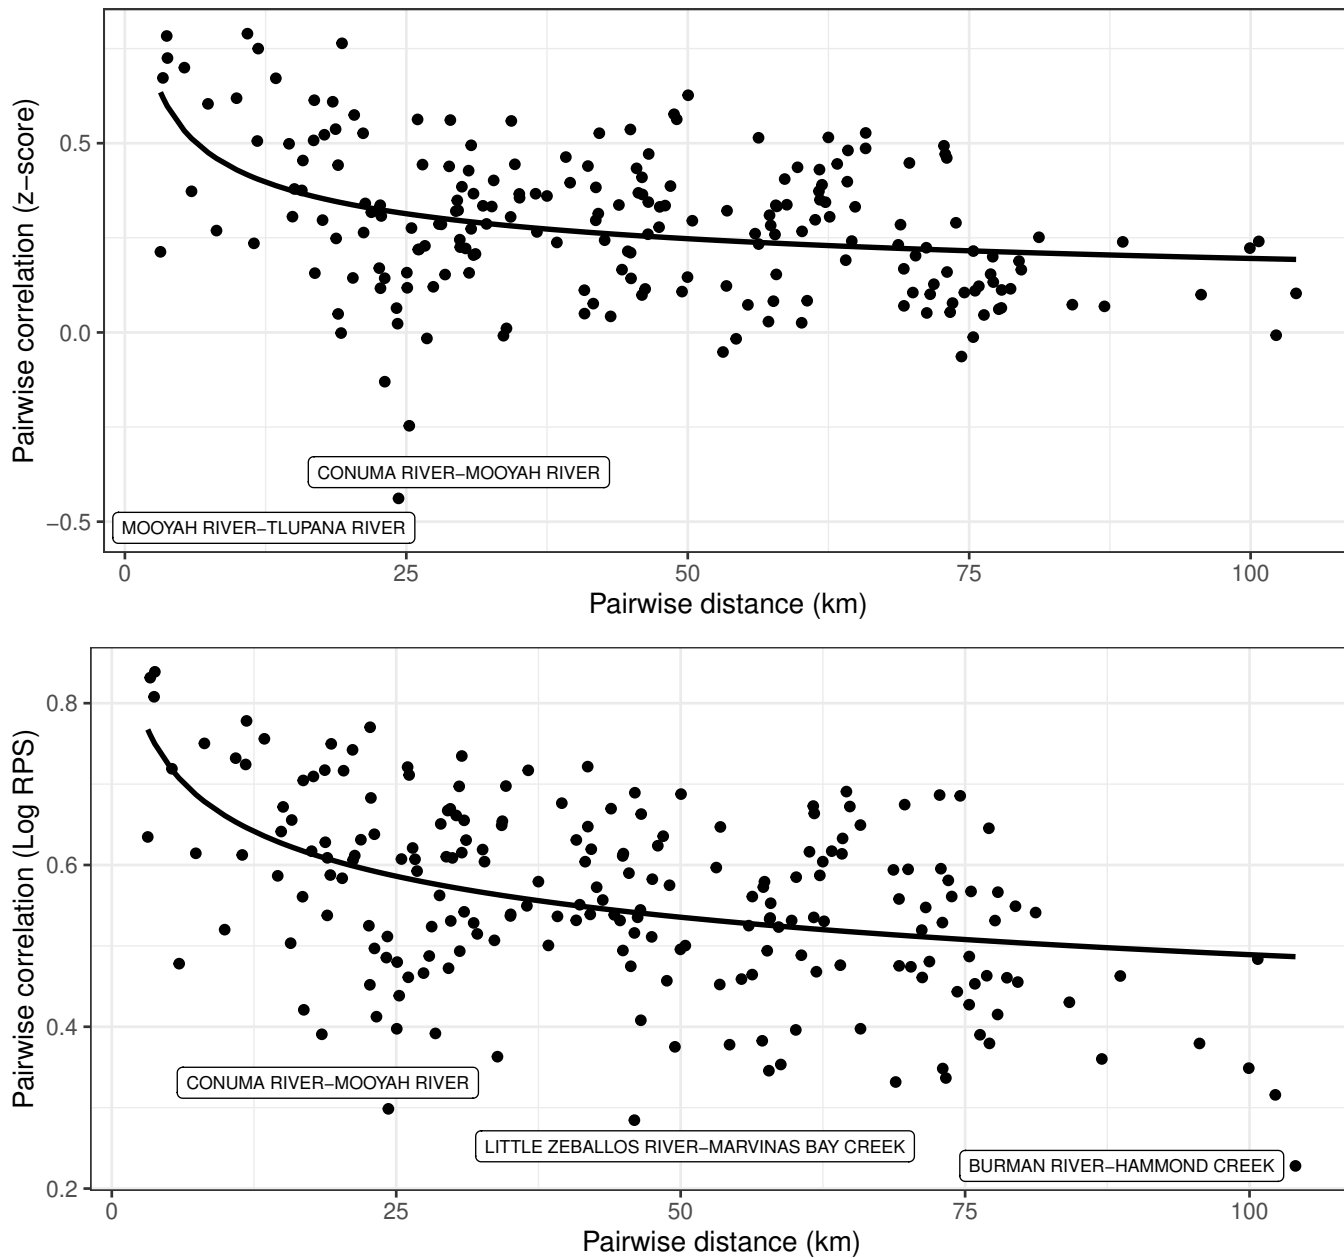 Pairwise correlation (z−score)
0.5
0.0
−0.5
CONUMA RIVER−MOOYAH RIVER
MOOYAH RIVER−TLUPANA RIVER
0 25 50 75 100
Pairwise distance (km)
Pairwise correlation (Log RPS)
0.8
0.6
0.4
0.2
CONUMA RIVER−MOOYAH RIVER
LITTLE ZEBALLOS RIVER−MARVINAS BAY CREEK
BURMAN RIVER−HAMMOND CREEK
0 25 50 75 100
Pairwise distance (km)